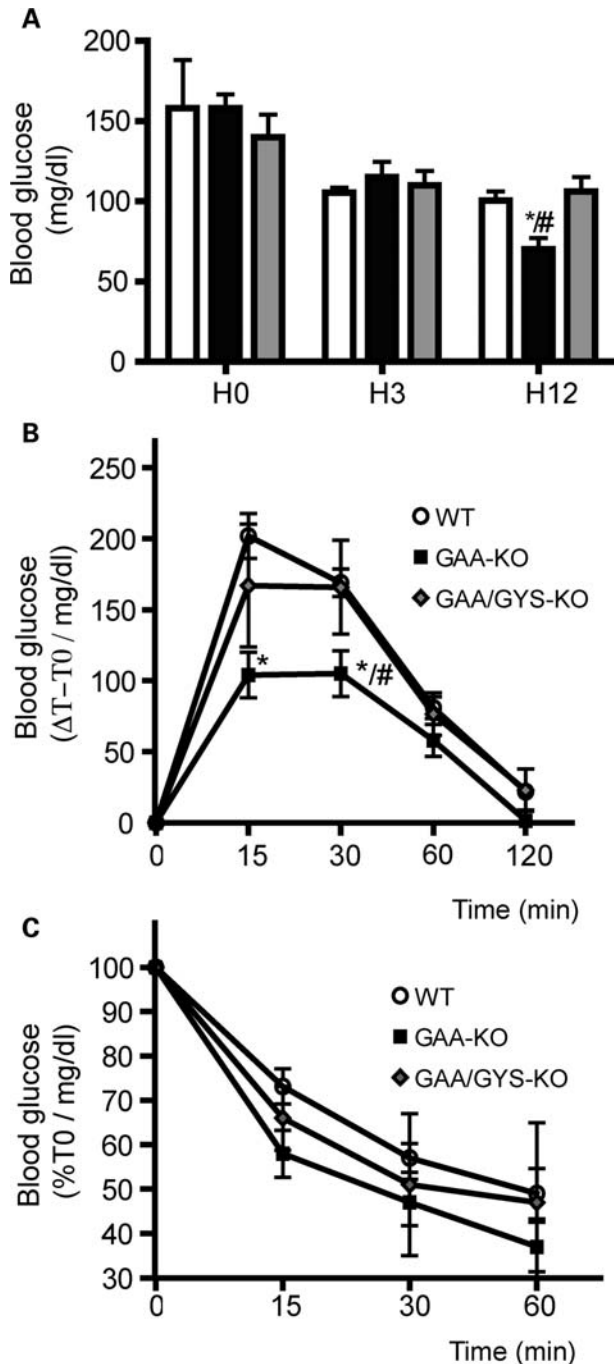 A
Blood glucose
(mg/dl)
200
150
100
50
0
*/#
H0 H3 H12
B
Blood glucose
(ΔT-T0 / mg/dl)
250
200
150
100
50
0
WT
GAA-KO
GAA/GYS-KO
*
*/#
0 15 30 60 120
Time (min)
C
Blood glucose
(%T0 / mg/dl)
100
90
80
70
60
50
40
30
WT
GAA-KO
GAA/GYS-KO
0 15 30 60
Time (min)